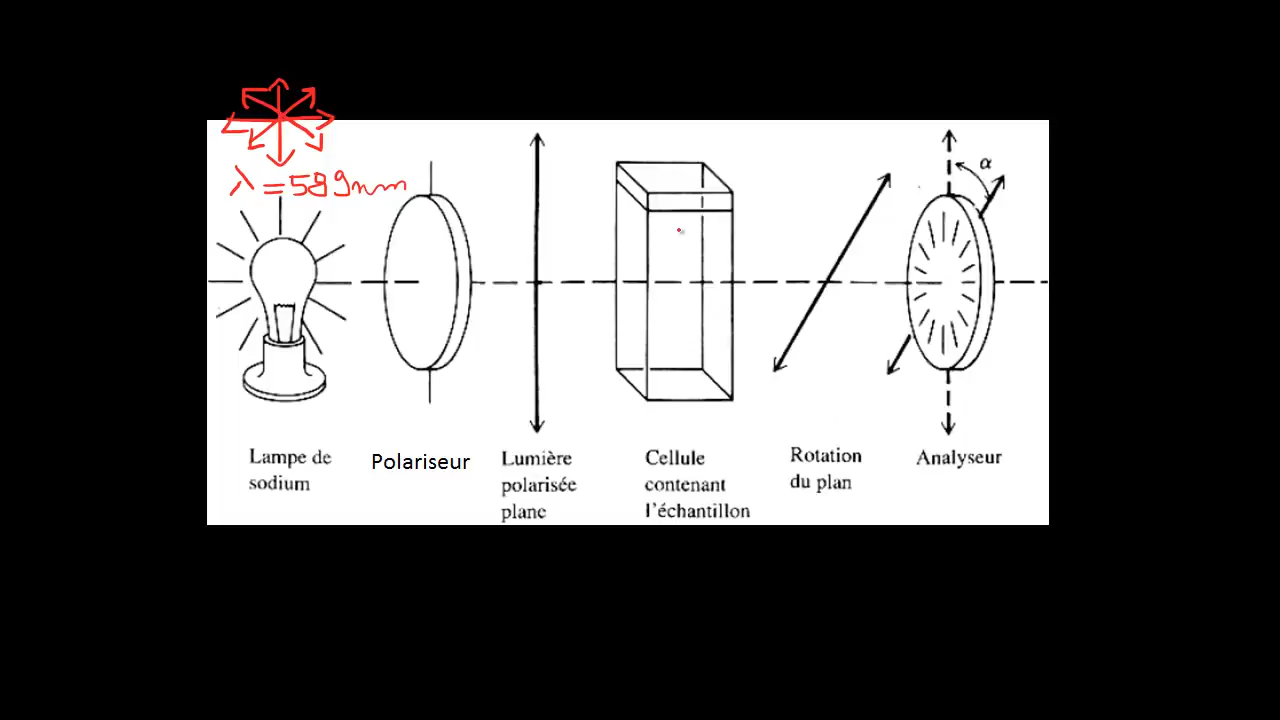 λ = 589nm
α
Lampe de
sodium
Polariseur
Lumière
polarisée
plane
Cellule
contenant
l'échantillon
Rotation
du plan
Analyseur